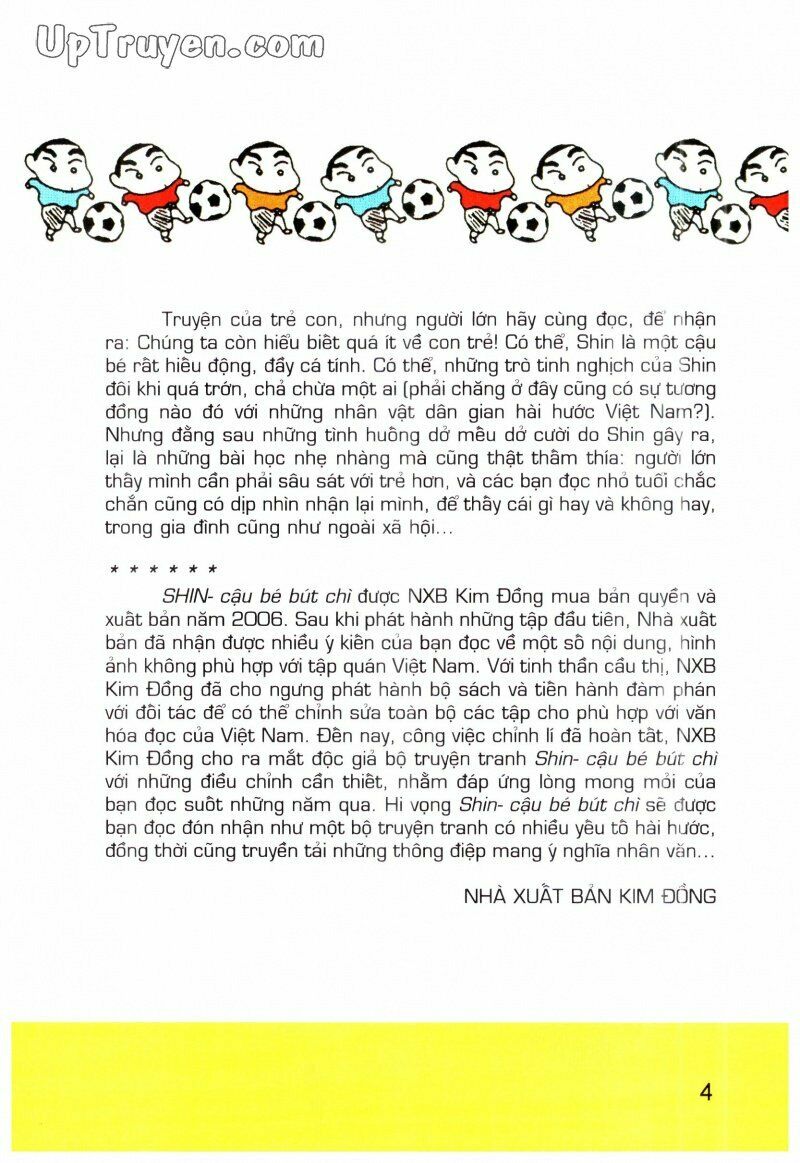 UpTruyen.com
Truyện của trẻ con, nhưng người lớn hãy cùng đọc, để nhận
ra: Chúng ta còn hiểu biết quá ít về con trẻ! Có thể, Shin là một cậu
bé rất hiếu động, đầy cá tính. Có thể, những trò tinh nghịch của Shin
đôi khi quá trớn, chả chừa một ai (phải chăng ở đây cũng có sự tương
đồng nào đó với những nhân vật dân gian hài hước Việt Nam?).
Nhưng đằng sau những tình huống dở mếu dở cười do Shin gây ra,
lại là những bài học nhẹ nhàng mà cũng thật thấm thía: người lớn
thấy mình cần phải sâu sát với trẻ hơn, và các bạn đọc nhỏ tuổi chắc
chắn cũng có dịp nhìn nhận lại mình, để thấy cái gì hay và không hay,
trong gia đình cũng như ngoài xã hội...
* * * * * *
SHIN- cậu bé bút chì được NXB Kim Đồng mua bản quyền và
xuất bản năm 2006. Sau khi phát hành những tập đầu tiên, Nhà xuất
bản đã nhận được nhiều ý kiến của bạn đọc về một số nội dung, hình
ảnh không phù hợp với tập quán Việt Nam. Với tinh thần cầu thị, NXB
Kim Đồng đã cho ngưng phát hành bộ sách và tiến hành đàm phán
với đối tác để có thể chỉnh sửa toàn bộ các tập cho phù hợp với văn
hóa đọc của Việt Nam. Đến nay, công việc chỉnh lí đã hoàn tất, NXB
Kim Đồng cho ra mắt độc giả bộ truyện tranh Shin- cậu bé bút chì
với những điều chỉnh cần thiết, nhằm đáp ứng lòng mong mỏi của
bạn đọc suốt những năm qua. Hi vọng Shin- cậu bé bút chì sẽ được
bạn đọc đón nhận như một bộ truyện tranh có nhiều yếu tố hài hước,
đồng thời cũng truyền tải những thông điệp mang ý nghĩa nhân văn...
NHÀ XUẤT BẢN KIM ĐỒNG
4